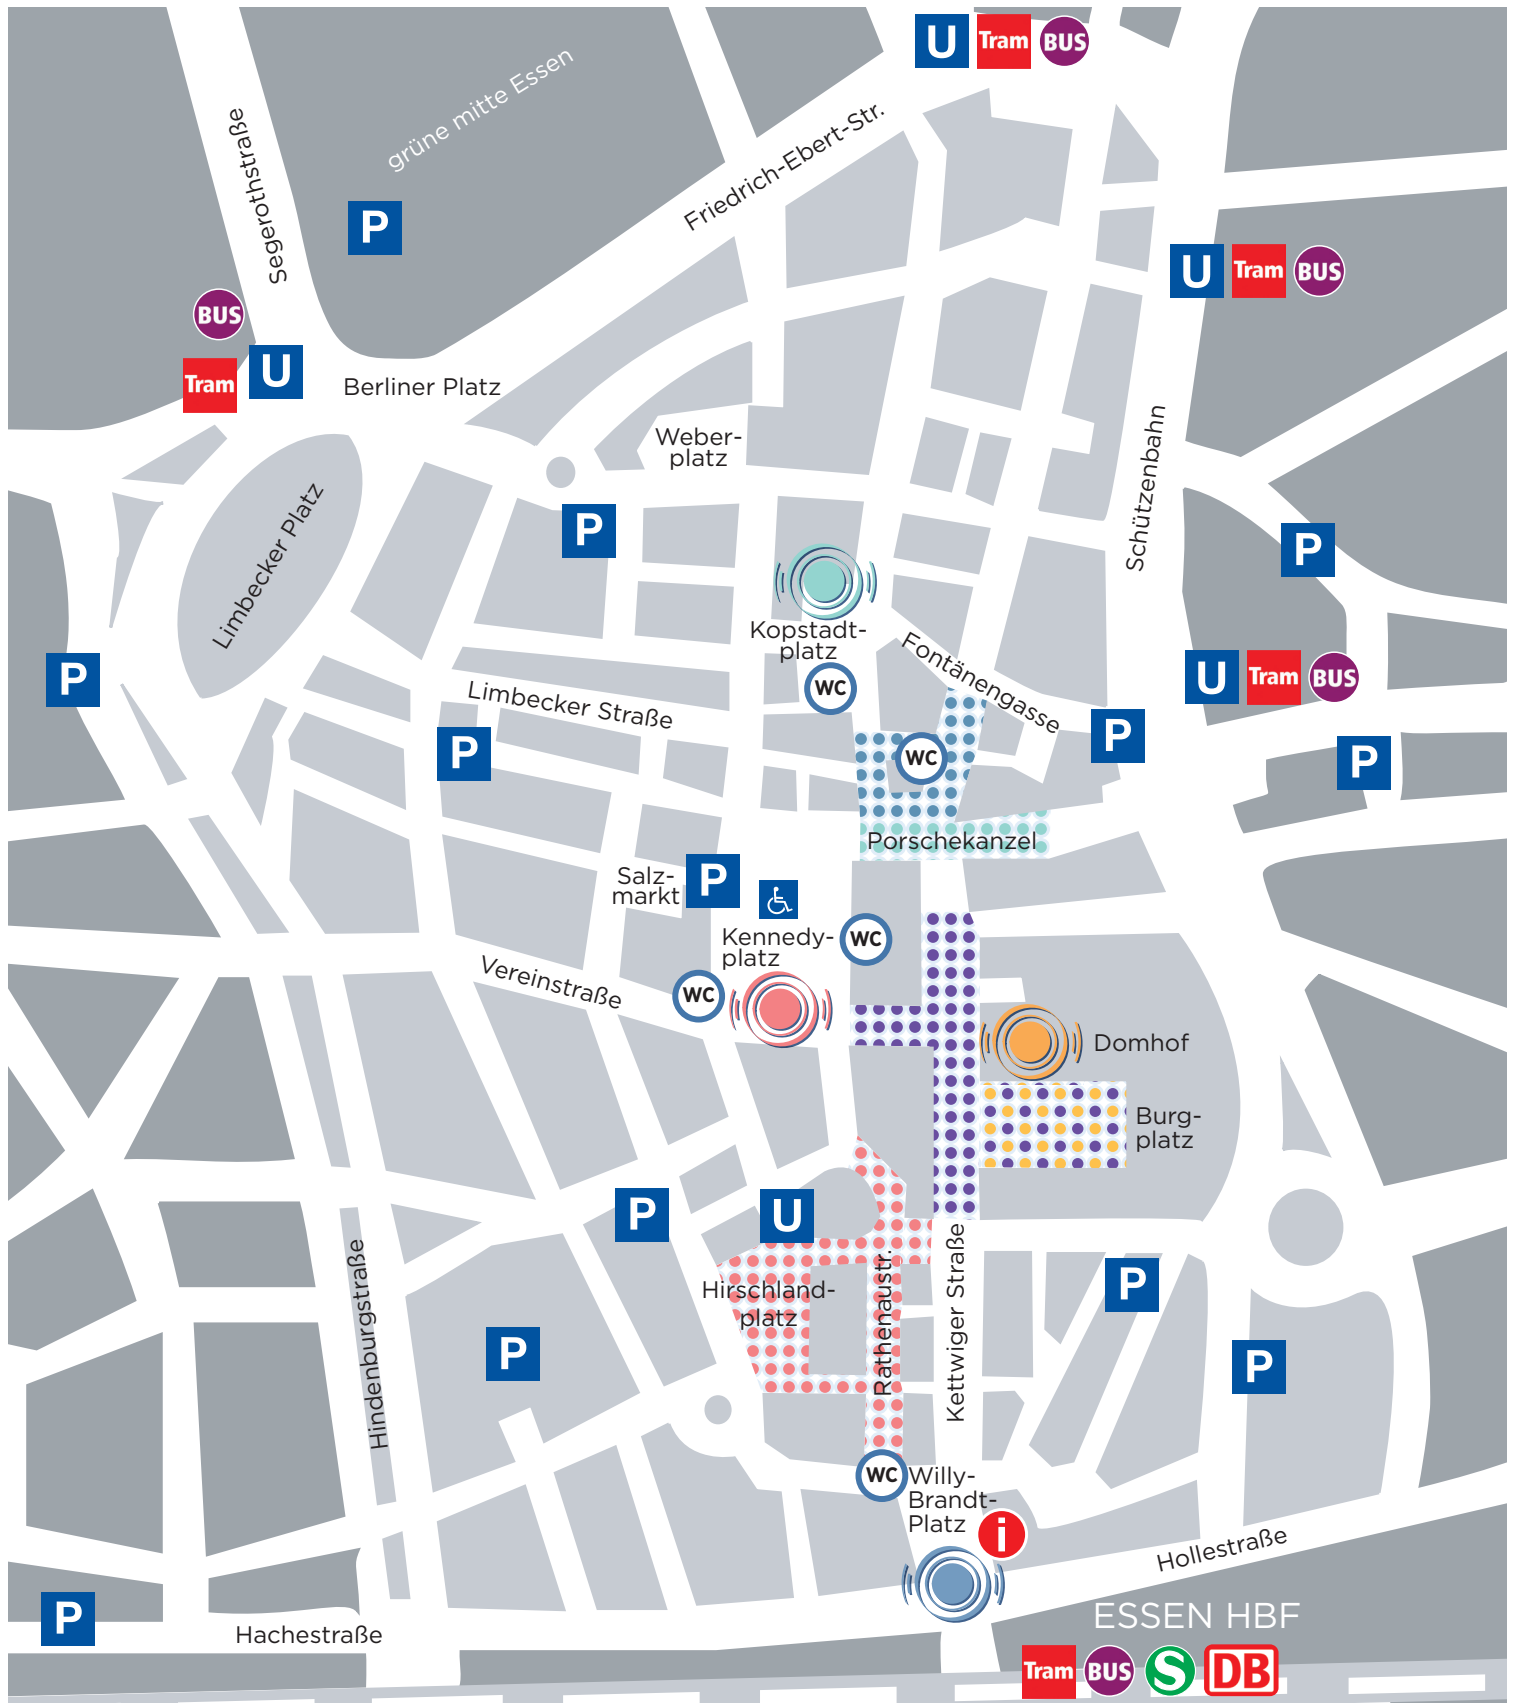 U Tram BUS
grüne mitte Essen
Friedrich-Ebert-Str.
Segerothstraße
P
U Tram BUS
BUS
Tram U
Berliner Platz
Weber-
platz
Schützenbahn
Limbecker Platz
P
P
Kopstadt-
platz
Fontänengasse
P
U Tram BUS
WC
Limbecker Straße
P
WC
P
P
Porschekanzel
Salz-
markt
P
Kennedy-
platz
WC
Vereinstraße
WC
Domhof
Burg-
platz
P
U
Hindenburgstraße
Hirschland-
platz
Rathenaustr.
Kettwiger Straße
P
P
P
WC
Willy-
Brandt-
Platz
i
Hollestraße
P
Hachestraße
ESSEN HBF
Tram BUS S DB